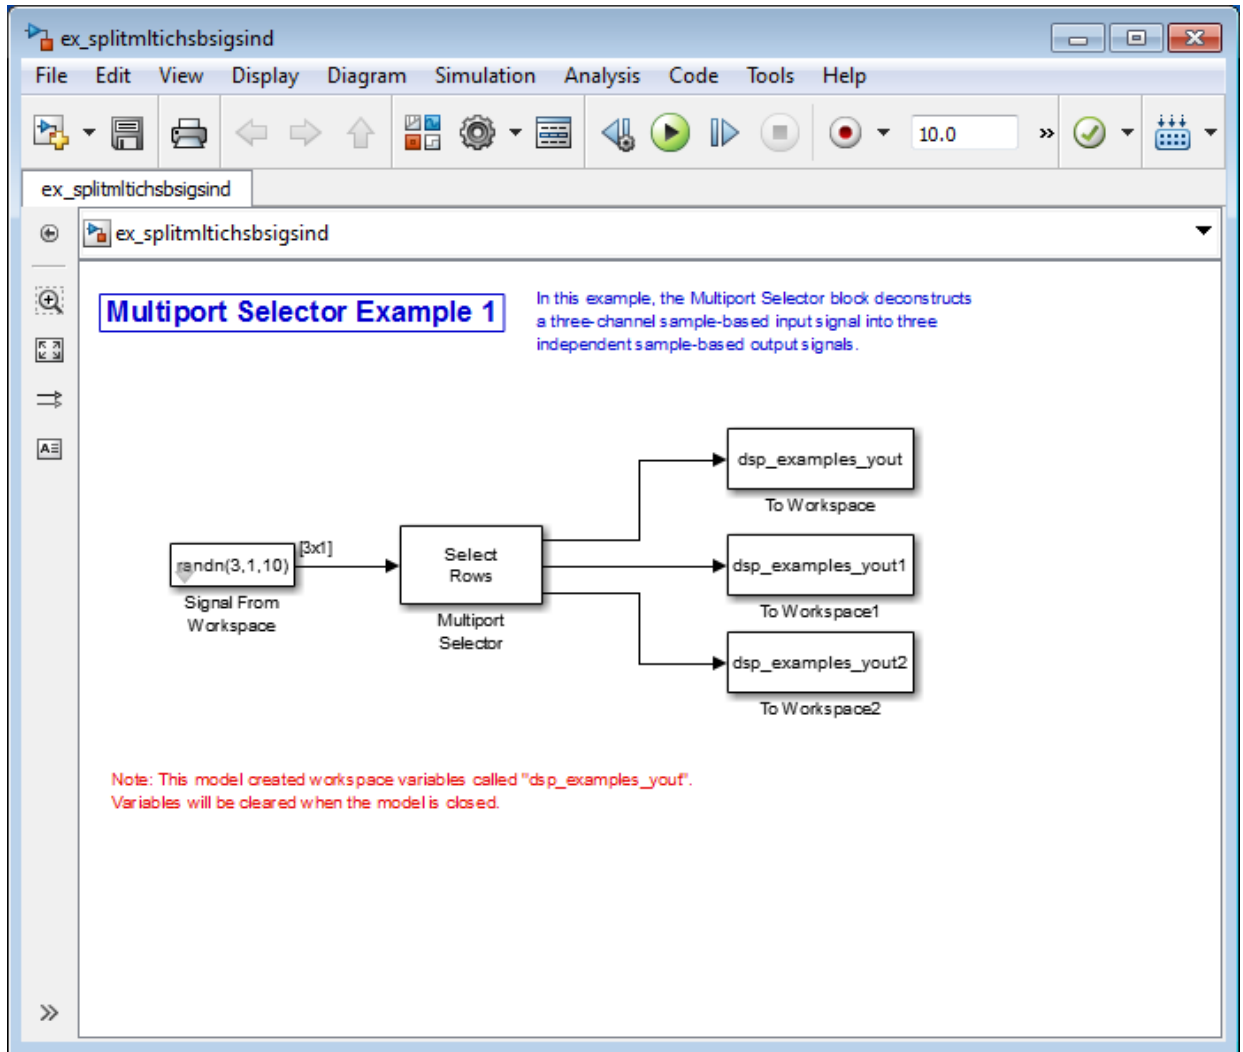 ex_splitmltichsbsigsind
File Edit View Display Diagram Simulation Analysis Code Tools Help
10.0
ex_splitmltichsbsigsind
ex_splitmltichsbsigsind
Multiport Selector Example 1
In this example, the Multiport Selector block deconstructs
a three-channel sample-based input signal into three
independent sample-based output signals.
dsp_examples_yout
To Workspace
randn(3,1,10)
[3x1]
Signal From
Workspace
Select
Rows
Multiport
Selector
dsp_examples_yout1
To Workspace1
dsp_examples_yout2
To Workspace2
Note: This model created workspace variables called "dsp_examples_yout".
Variables will be cleared when the model is closed.